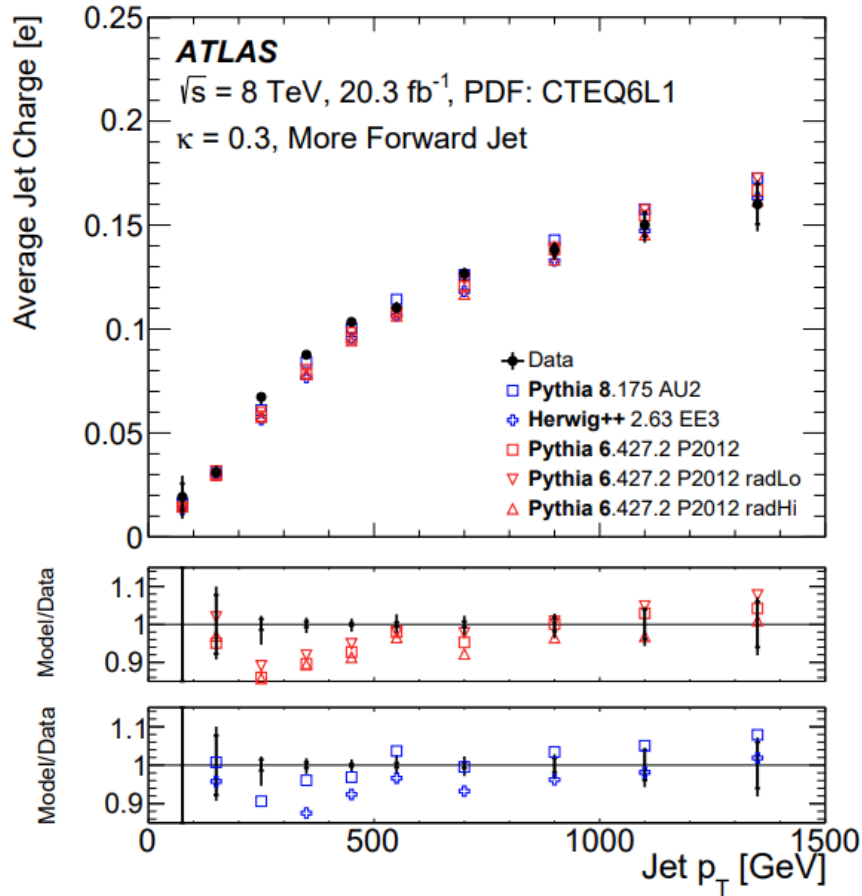 Average Jet Charge [e]
0.25
0.2
0.15
0.1
0.05
0
ATLAS
√s = 8 TeV, 20.3 fb⁻¹, PDF: CTEQ6L1
κ = 0.3, More Forward Jet
Data
Pythia 8.175 AU2
Herwig++ 2.63 EE3
Pythia 6.427.2 P2012
Pythia 6.427.2 P2012 radLo
Pythia 6.427.2 P2012 radHi
Model/Data
1.1
1
0.9
Model/Data
1.1
1
0.9
0 500 1000 1500
Jet p_T [GeV]